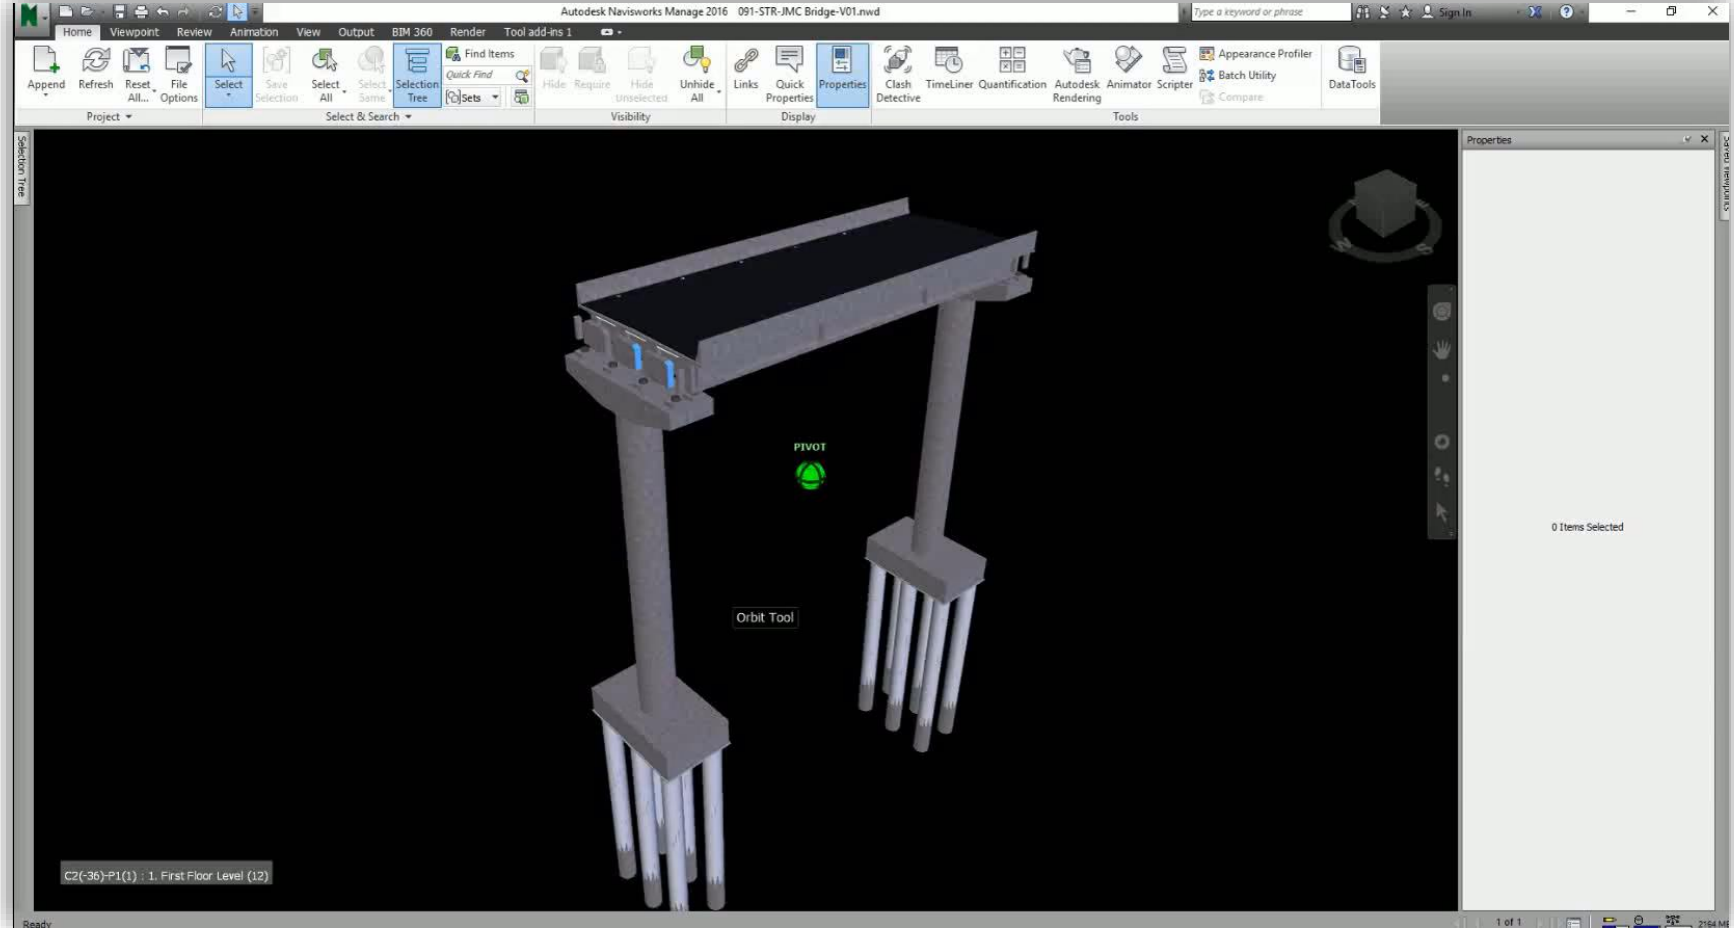 Autodesk Navisworks Manage 2016 091-STR-JMC Bridge-V01.nwd
Type a keyword or phrase
Sign In
Home Viewpoint Review Animation View Output BIM 360 Render Tool add-ins 1
Append
Refresh
Reset All...
File Options
Project
Select
Save Selection
Select All
Select Same
Selection Tree
Find Items
Quick Find
Sets
Select & Search
Hide
Require
Hide Unselected
Unhide All
Visibility
Links
Quick Properties
Properties
Display
Clash Detective
TimeLiner
Quantification
Autodesk Rendering
Animator
Scripter
Appearance Profiler
Batch Utility
Compare
Tools
DataTools
Selection Tree
Properties
W
S
PIVOT
0 Items Selected
Orbit Tool
C2(-36)-P1(1) : 1. First Floor Level (12)
Ready
1 of 1